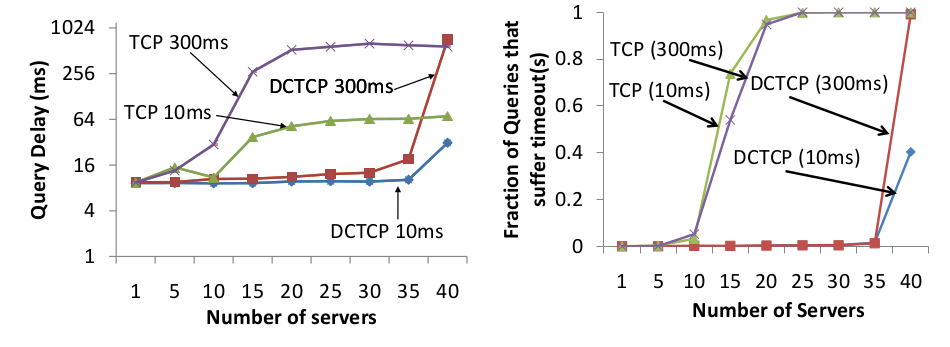 1024
256
64
16
4
1
Query Delay (ms)
TCP 300ms
DCTCP 300ms
TCP 10ms
DCTCP 10ms
1 5 10 15 20 25 30 35 40
Number of servers
1
0.8
0.6
0.4
0.2
0
Fraction of Queries that
suffer timeout(s)
TCP (300ms)
DCTCP (300ms)
TCP (10ms)
DCTCP (10ms)
1 5 10 15 20 25 30 35 40
Number of Servers